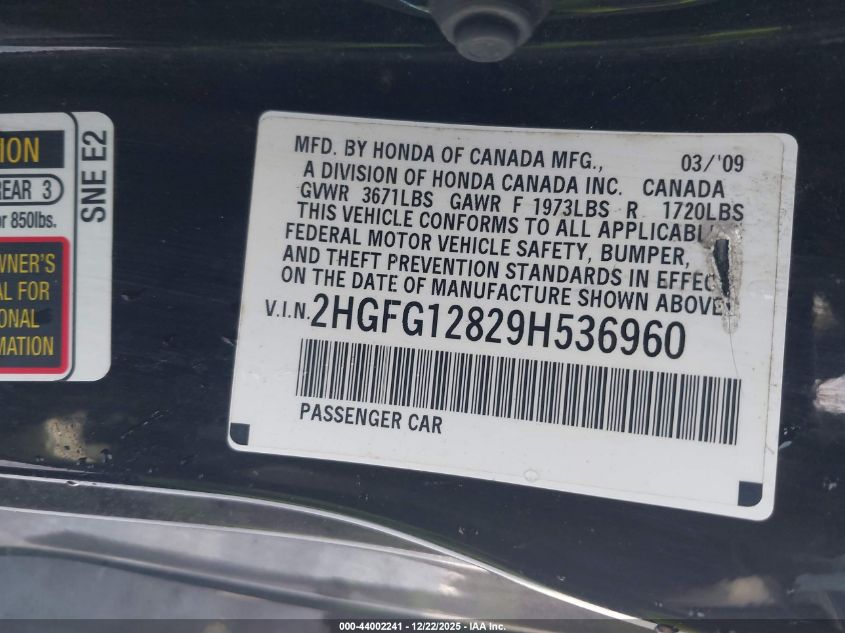 ION
REAR 3
or 850lbs.
WNER'S
AL FOR
IONAL
MATION
SNE E2
MFD. BY HONDA OF CANADA MFG., 03/'09
A DIVISION OF HONDA CANADA INC. CANADA
GVWR 3671LBS GAWR F 1973LBS R 1720LBS
THIS VEHICLE CONFORMS TO ALL APPLICABL
FEDERAL MOTOR VEHICLE SAFETY, BUMPER,
AND THEFT PREVENTION STANDARDS IN EFFEC
ON THE DATE OF MANUFACTURE SHOWN ABOVE
V.I.N. 2HGFG12829H536960
PASSENGER CAR
000-44002241 - 12/22/2025 - IAA Inc.